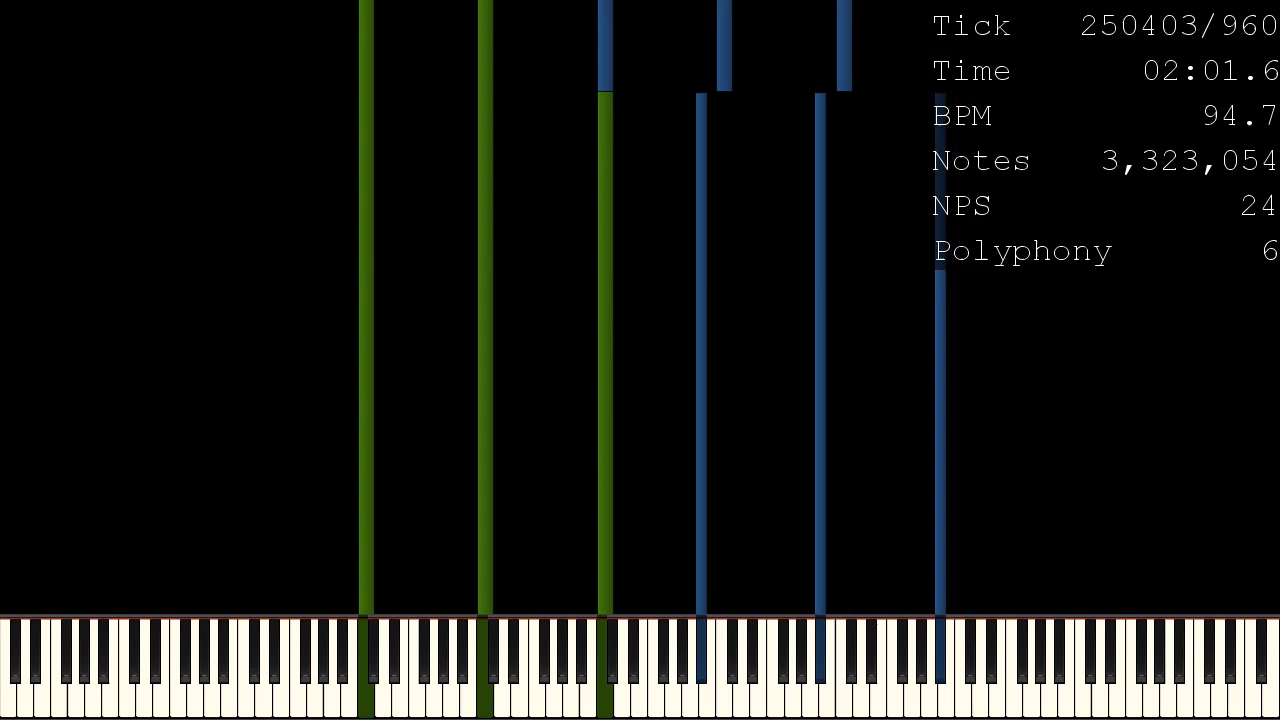 Tick 250403/960
Time 02:01.6
BPM 94.7
Notes 3,323,054
NPS 24
Polyphony 6